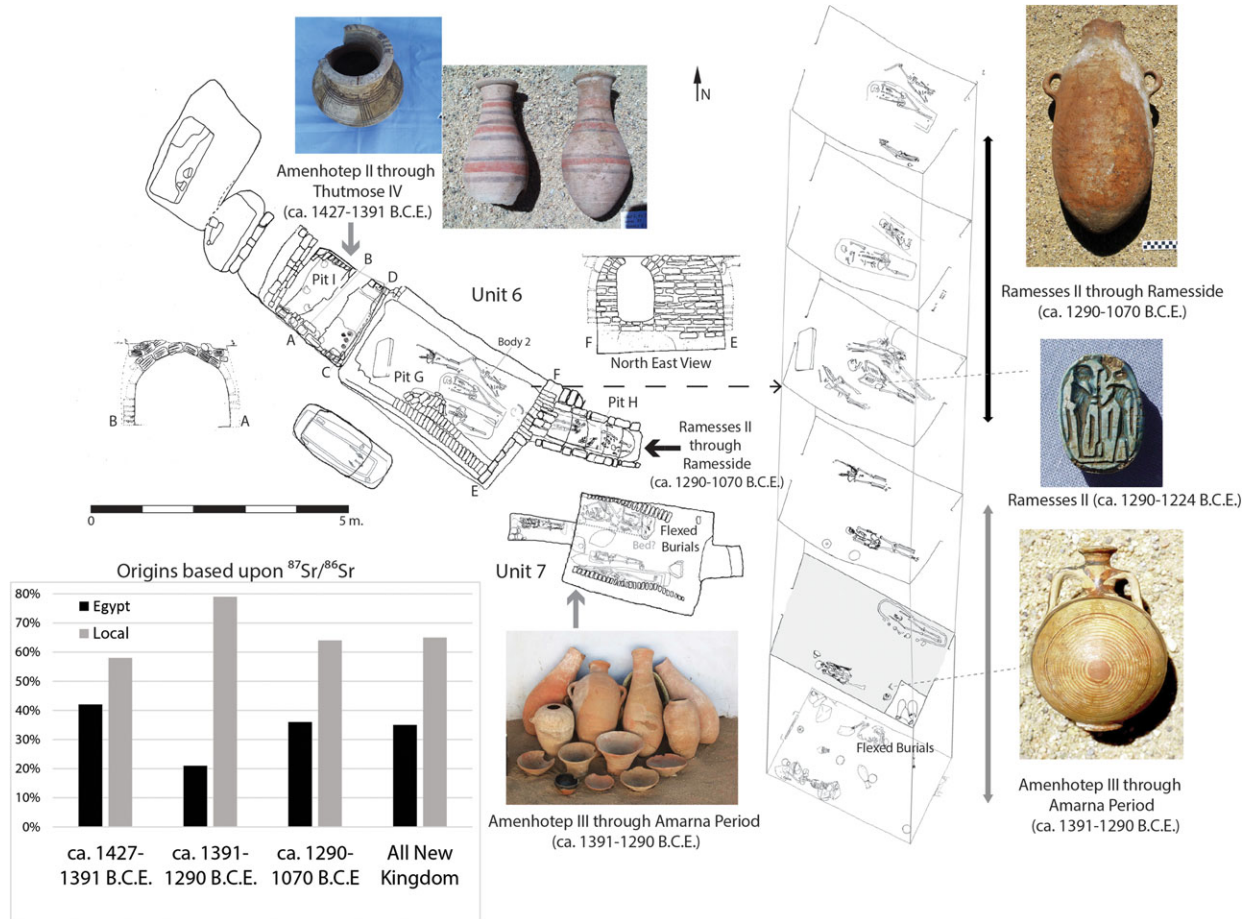 Amenhotep II through
Thutmose IV
(ca. 1427-1391 B.C.E.)
N
B
Pit I
D
Unit 6
A
C
Body 2
Pit G
F
E
North East View
F
Pit H
B
A
E
Ramesses II
through
Ramesside
(ca. 1290-1070 B.C.E.)
0
5 m.
Flexed
Burials
Bed?
Unit 7
Amenhotep III through Amarna Period
(ca. 1391-1290 B.C.E.)
Flexed Burials
Ramesses II through Ramesside
(ca. 1290-1070 B.C.E.)
Ramesses II (ca. 1290-1224 B.C.E.)
Amenhotep III through
Amarna Period
(ca. 1391-1290 B.C.E.)
Origins based upon ⁸⁷Sr/⁸⁶Sr
80%
70%
60%
50%
40%
30%
20%
10%
0%
Egypt
Local
ca. 1427-
1391 B.C.E.
ca. 1391-
1290 B.C.E.
ca. 1290-
1070 B.C.E
All New
Kingdom